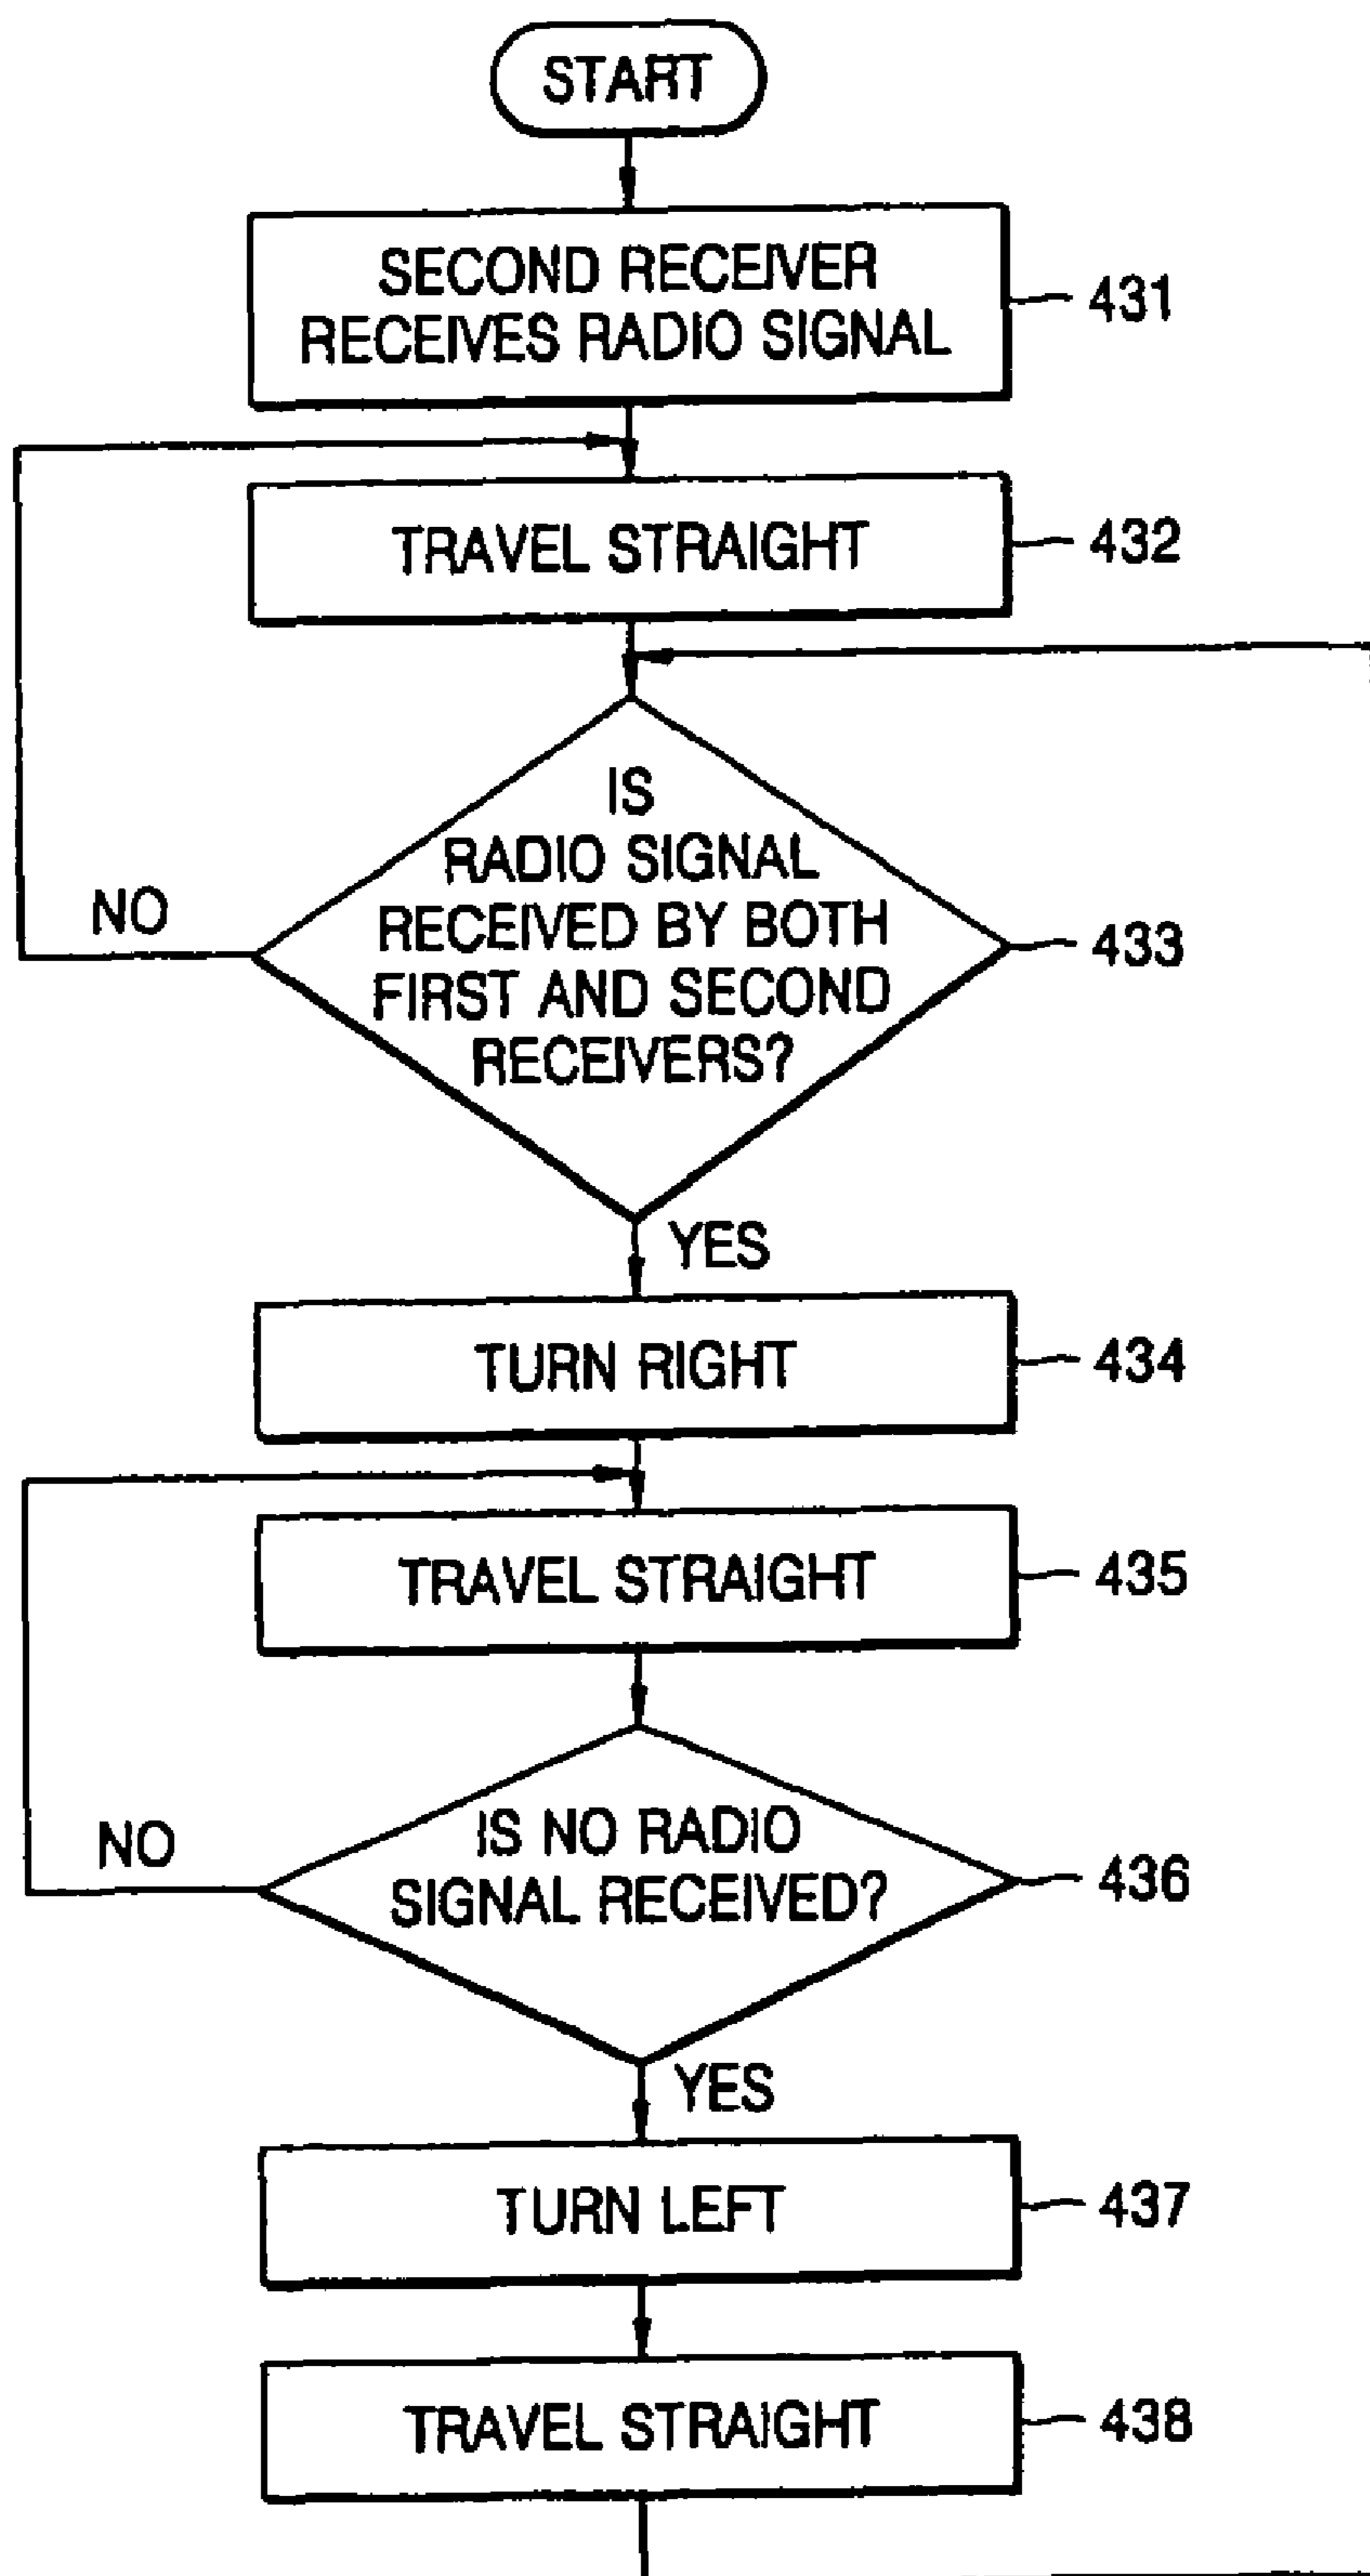 START
SECOND RECEIVER
RECEIVES RADIO SIGNAL
431
TRAVEL STRAIGHT
432
IS
RADIO SIGNAL
RECEIVED BY BOTH
FIRST AND SECOND
RECEIVERS?
433
NO
YES
TURN RIGHT
434
TRAVEL STRAIGHT
435
IS NO RADIO
SIGNAL RECEIVED?
436
NO
YES
TURN LEFT
437
TRAVEL STRAIGHT
438